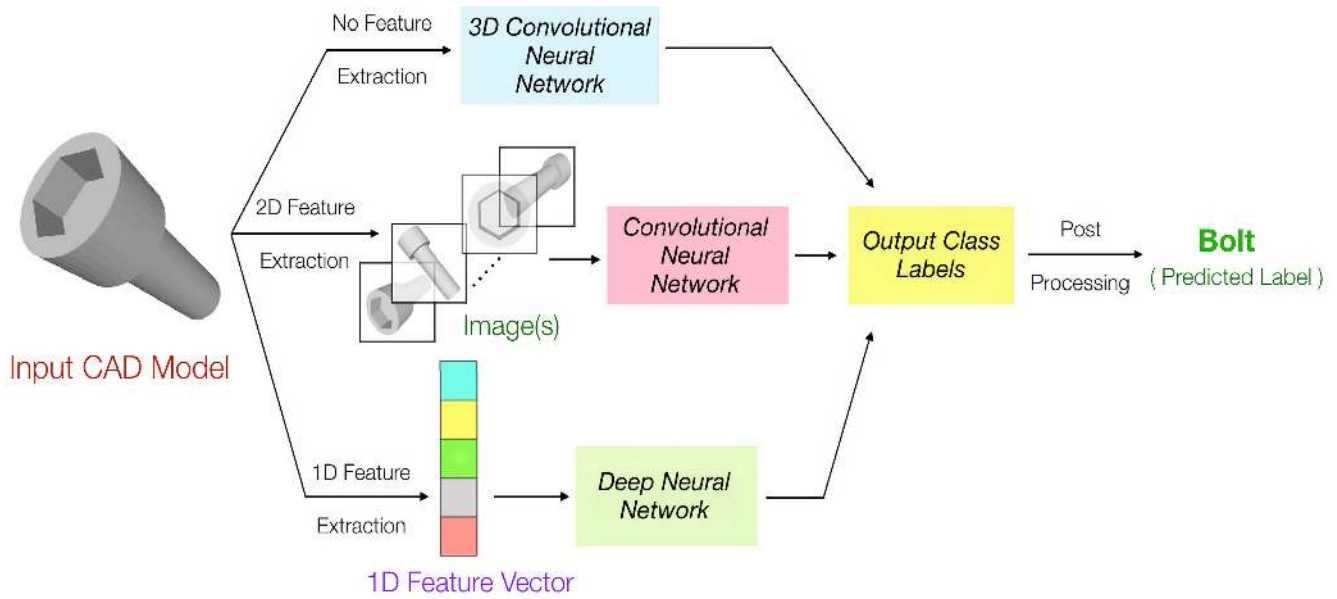 No Feature
Extraction
3D Convolutional
Neural
Network
2D Feature
Extraction
Image(s)
Convolutional
Neural
Network
Output Class
Labels
Post
Processing
Bolt
( Predicted Label )
Input CAD Model
1D Feature
Extraction
1D Feature Vector
Deep Neural
Network